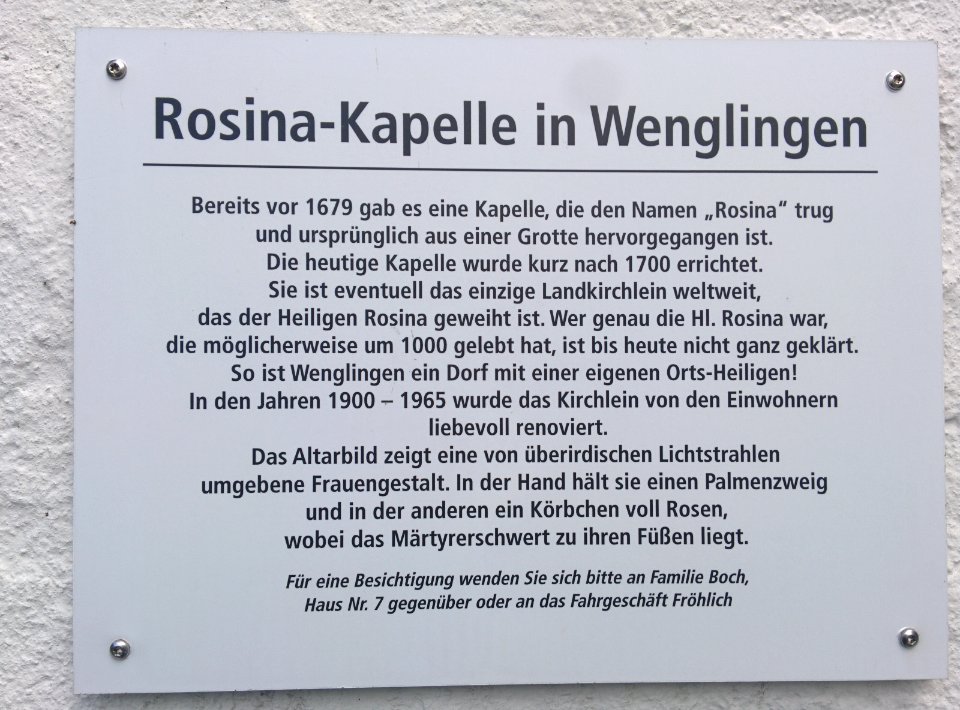 Rosina-Kapelle in Wenglingen
Bereits vor 1679 gab es eine Kapelle, die den Namen „Rosina“ trug
und ursprünglich aus einer Grotte hervorgegangen ist.
Die heutige Kapelle wurde kurz nach 1700 errichtet.
Sie ist eventuell das einzige Landkirchlein weltweit,
das der Heiligen Rosina geweiht ist. Wer genau die Hl. Rosina war,
die möglicherweise um 1000 gelebt hat, ist bis heute nicht ganz geklärt.
So ist Wenglingen ein Dorf mit einer eigenen Orts-Heiligen!
In den Jahren 1900 – 1965 wurde das Kirchlein von den Einwohnern
liebevoll renoviert.
Das Altarbild zeigt eine von überirdischen Lichtstrahlen
umgebene Frauengestalt. In der Hand hält sie einen Palmenzweig
und in der anderen ein Körbchen voll Rosen,
wobei das Märtyrerschwert zu ihren Füßen liegt.
Für eine Besichtigung wenden Sie sich bitte an Familie Boch,
Haus Nr. 7 gegenüber oder an das Fahrgeschäft Fröhlich